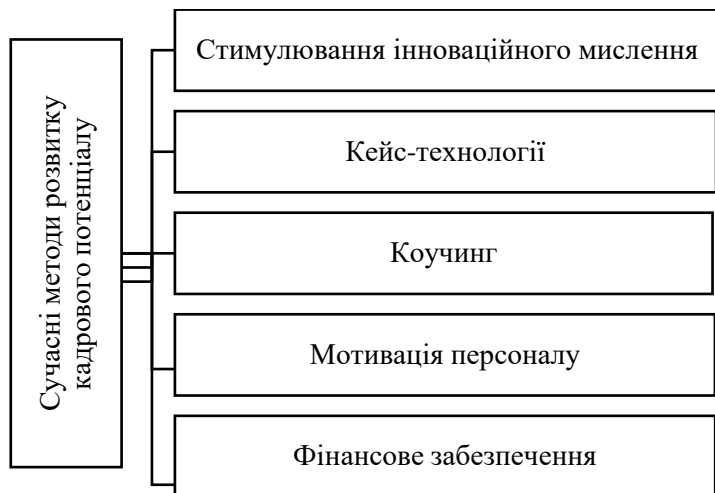 Сучасні методи розвитку
кадрового потенціалу
Стимулювання інноваційного мислення
Кейс-технології
Коучинг
Мотивація персоналу
Фінансове забезпечення